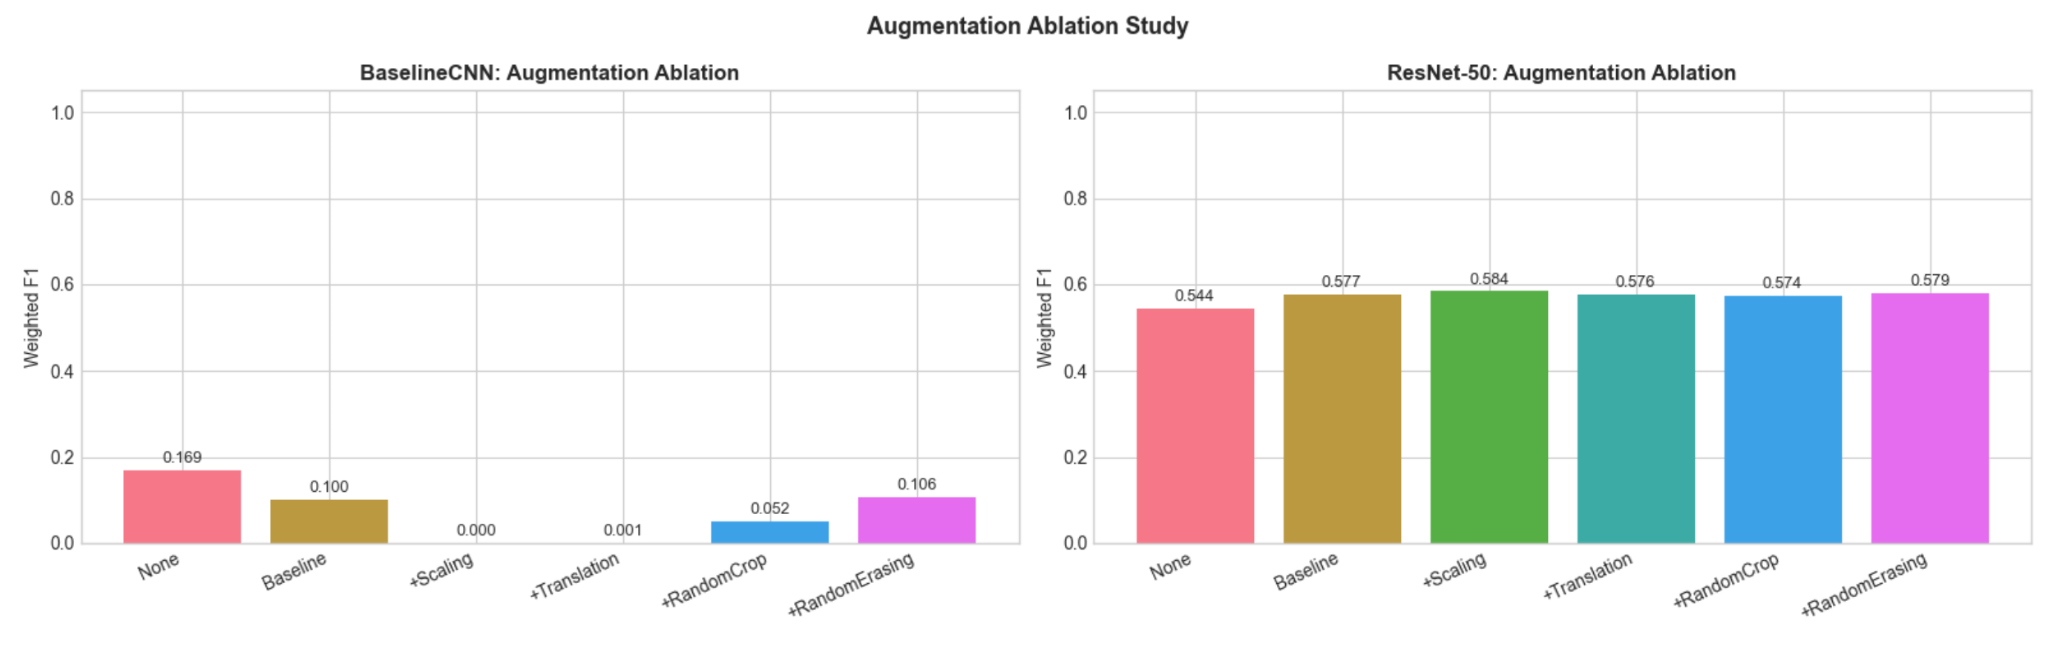 Augmentation Ablation Study
BaselineCNN: Augmentation Ablation
Weighted F1
1.0
0.8
0.6
0.4
0.2
0.0
0.169
0.100
0.000
0.001
0.052
0.106
None
Baseline
+Scaling
+Translation
+RandomCrop
+RandomErasing
ResNet-50: Augmentation Ablation
Weighted F1
1.0
0.8
0.6
0.4
0.2
0.0
0.544
0.577
0.584
0.576
0.574
0.579
None
Baseline
+Scaling
+Translation
+RandomCrop
+RandomErasing